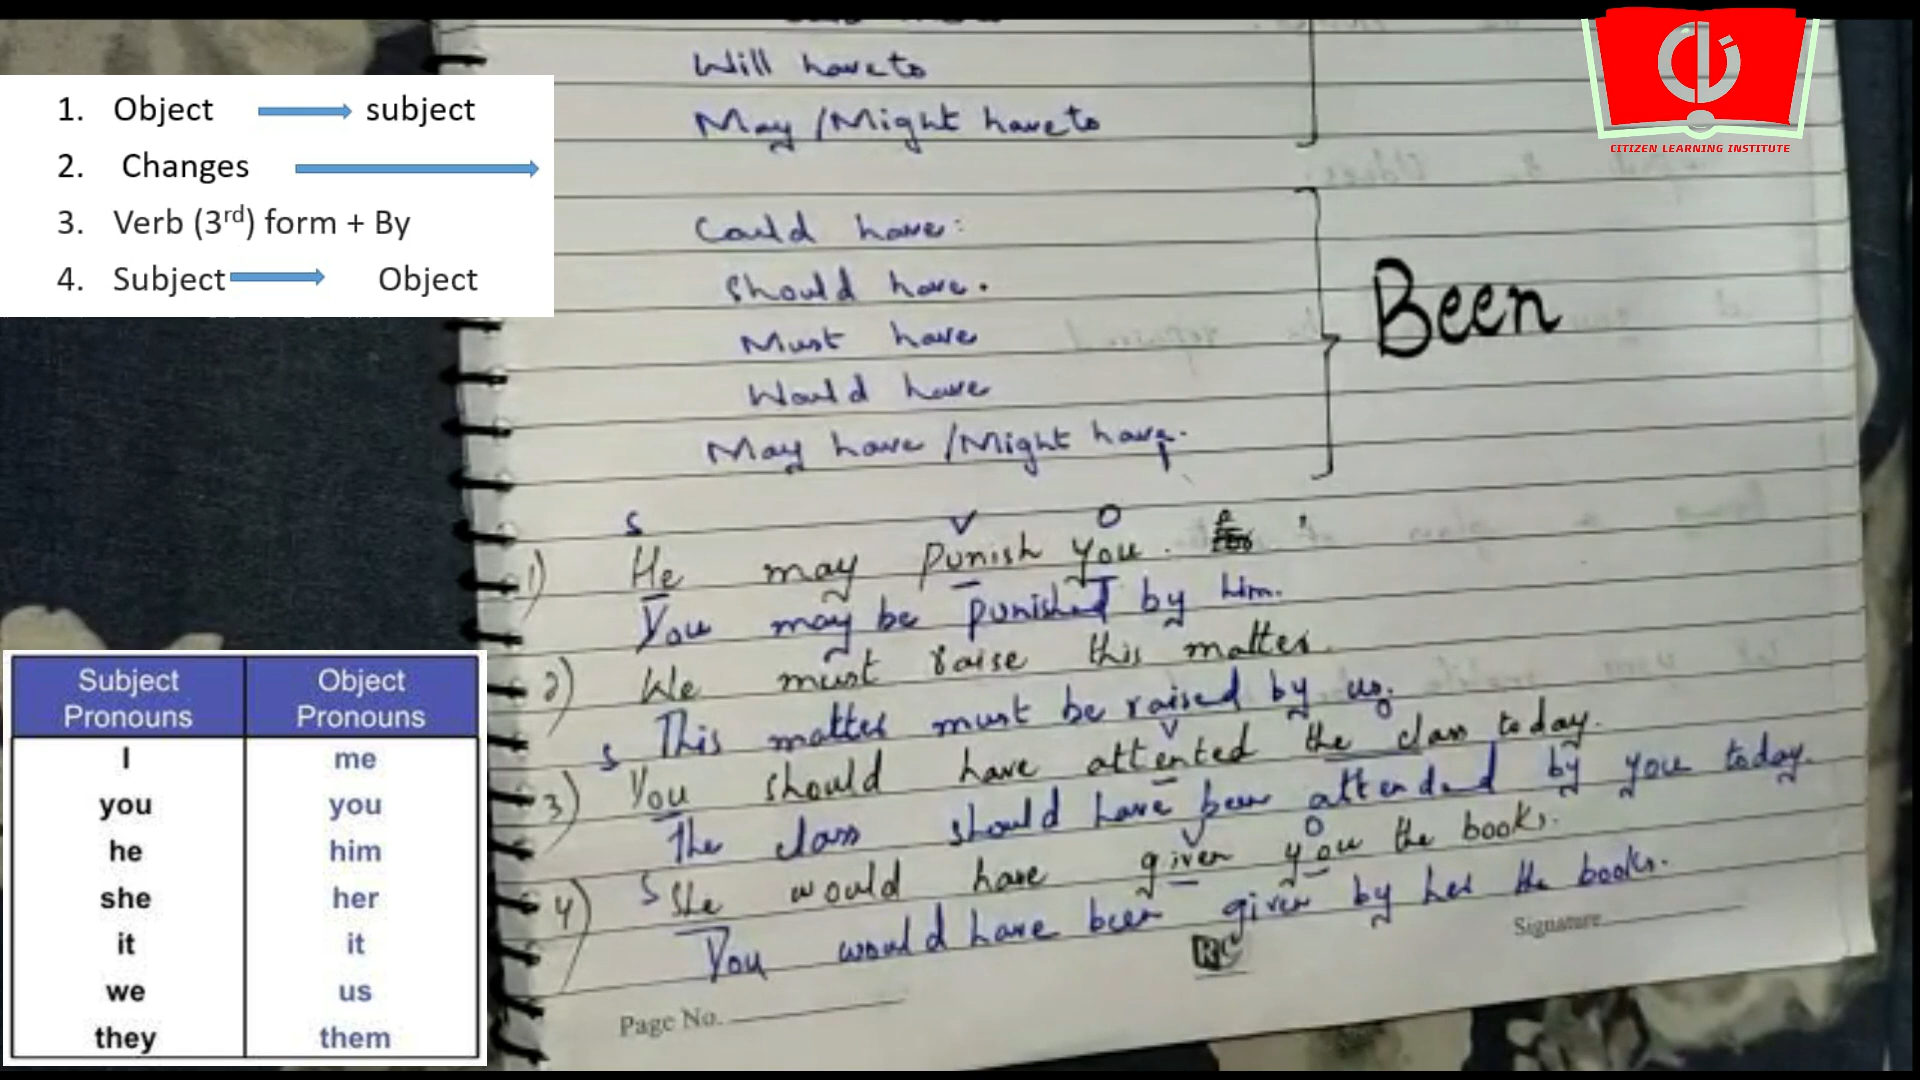 1. Object subject
2. Changes
3. Verb (3rd) form + By
4. Subject Object
Subject Pronouns Object Pronouns
I me
you you
he him
she her
it it
we us
they them
CITIZEN LEARNING INSTITUTE
Will have to
May /Might have to
Could have:
Should have.
Must have
Would have
May have /Might have.
Been
S V O
1) He may punish you.
You may be punished by him.
2) We must raise this matter.
This matter must be raised by us.
S V O
3) You should have attented the class today.
The class should have been attended by you today.
S V O
4) She would have given you the books.
You would have been given by her the books.
Signature
Page No.